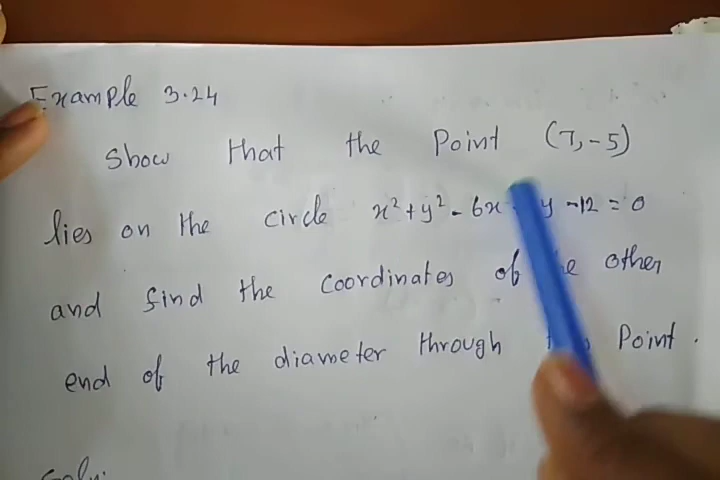 Example 3.24
Show that the Point (7,-5)
lies on the circle x² + y² - 6x y - 12 = 0
and find the coordinates of other
end of the diameter through Point.
Soln.